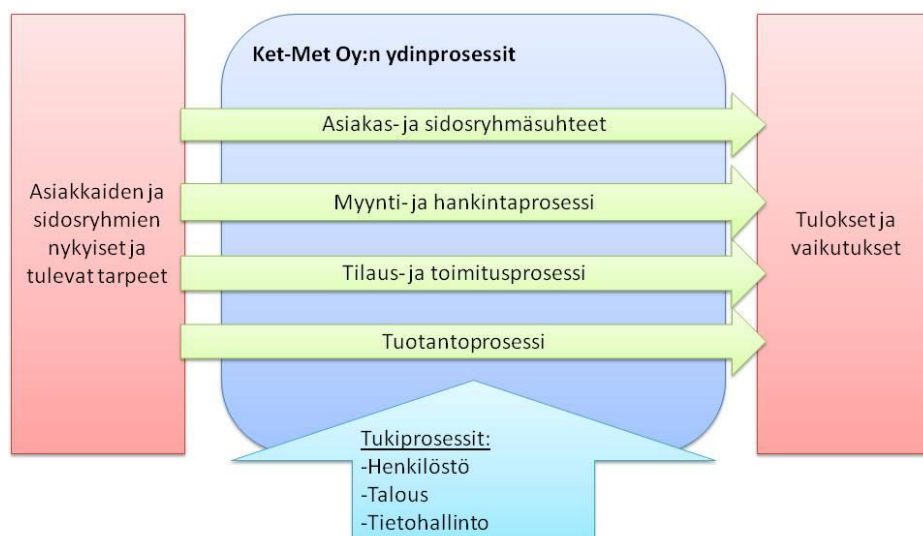 Ket-Met Oy:n ydinprosessit
Asiakkaiden ja
sidosryhmien
nykyiset ja
tulevat tarpeet
Asiakas- ja sidosryhmäsuhteet
Myynti- ja hankintaprosessi
Tilaus- ja toimitusprosessi
Tuotantoprosessi
Tulokset ja
vaikutukset
Tukiprosessit:
-Henkilöstö
-Talous
-Tietohallinto